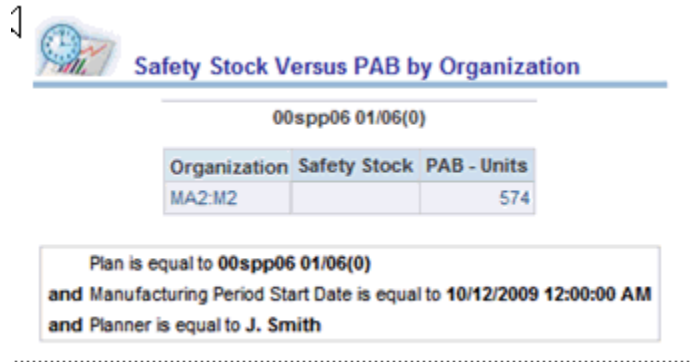 Safety Stock Versus PAB by Organization
00spp06 01/06(0)
Organization Safety Stock PAB - Units
MA2:M2 574
Plan is equal to 00spp06 01/06(0)
and Manufacturing Period Start Date is equal to 10/12/2009 12:00:00 AM
and Planner is equal to J. Smith